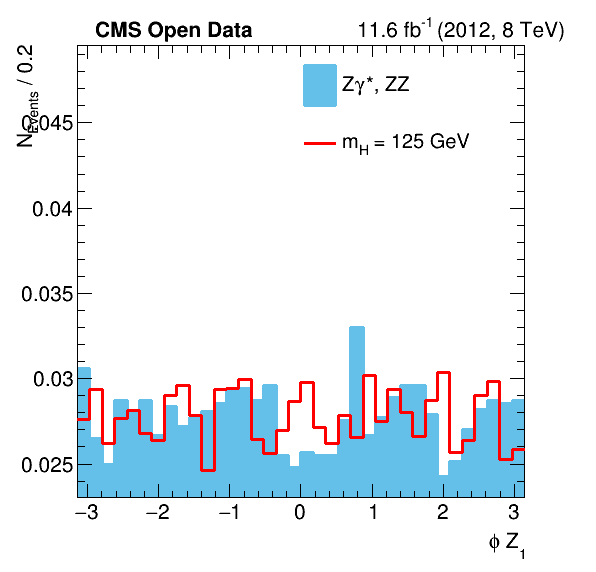 CMS Open Data 11.6 fb-1 (2012, 8 TeV)
NEvents / 0.2
Zγ*, ZZ
mH = 125 GeV
0.045
0.04
0.035
0.03
0.025
−3 −2 −1 0 1 2 3
ϕ Z1